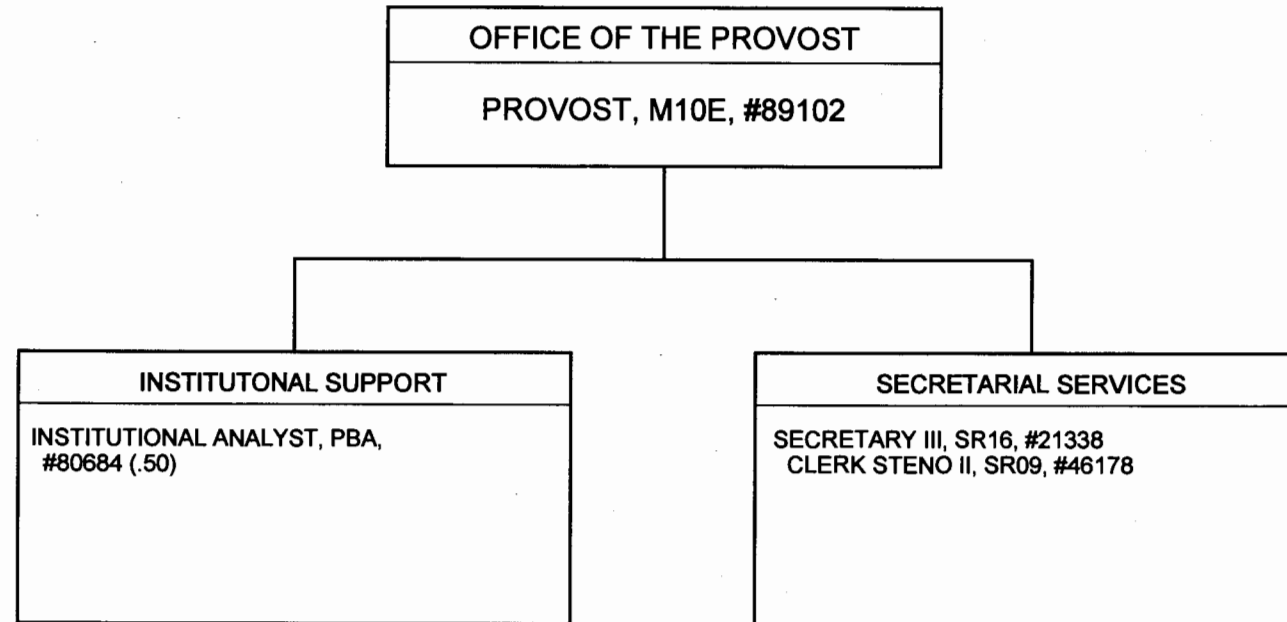 OFFICE OF THE PROVOST
PROVOST, M10E, #89102
INSTITUTONAL SUPPORT
INSTITUTIONAL ANALYST, PBA,
#80684 (.50)
SECRETARIAL SERVICES
SECRETARY III, SR16, #21338
CLERK STENO II, SR09, #46178